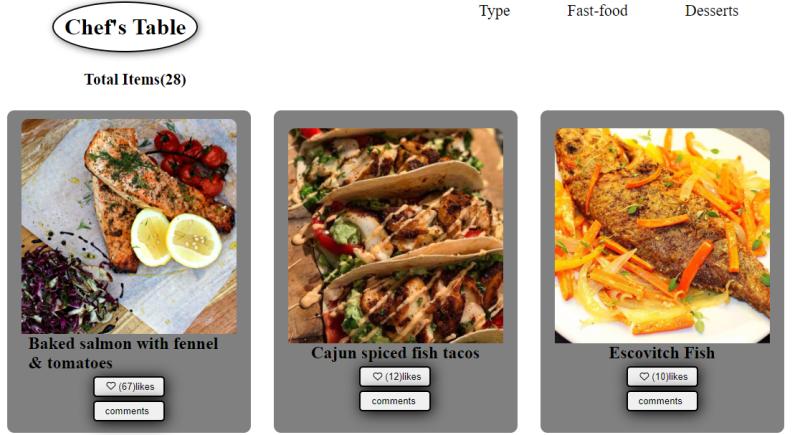 Chef's Table
Type
Fast-food
Desserts
Total Items(28)
Baked salmon with fennel
& tomatoes
(67)likes
comments
Cajun spiced fish tacos
(12)likes
comments
Escovitch Fish
(10)likes
comments